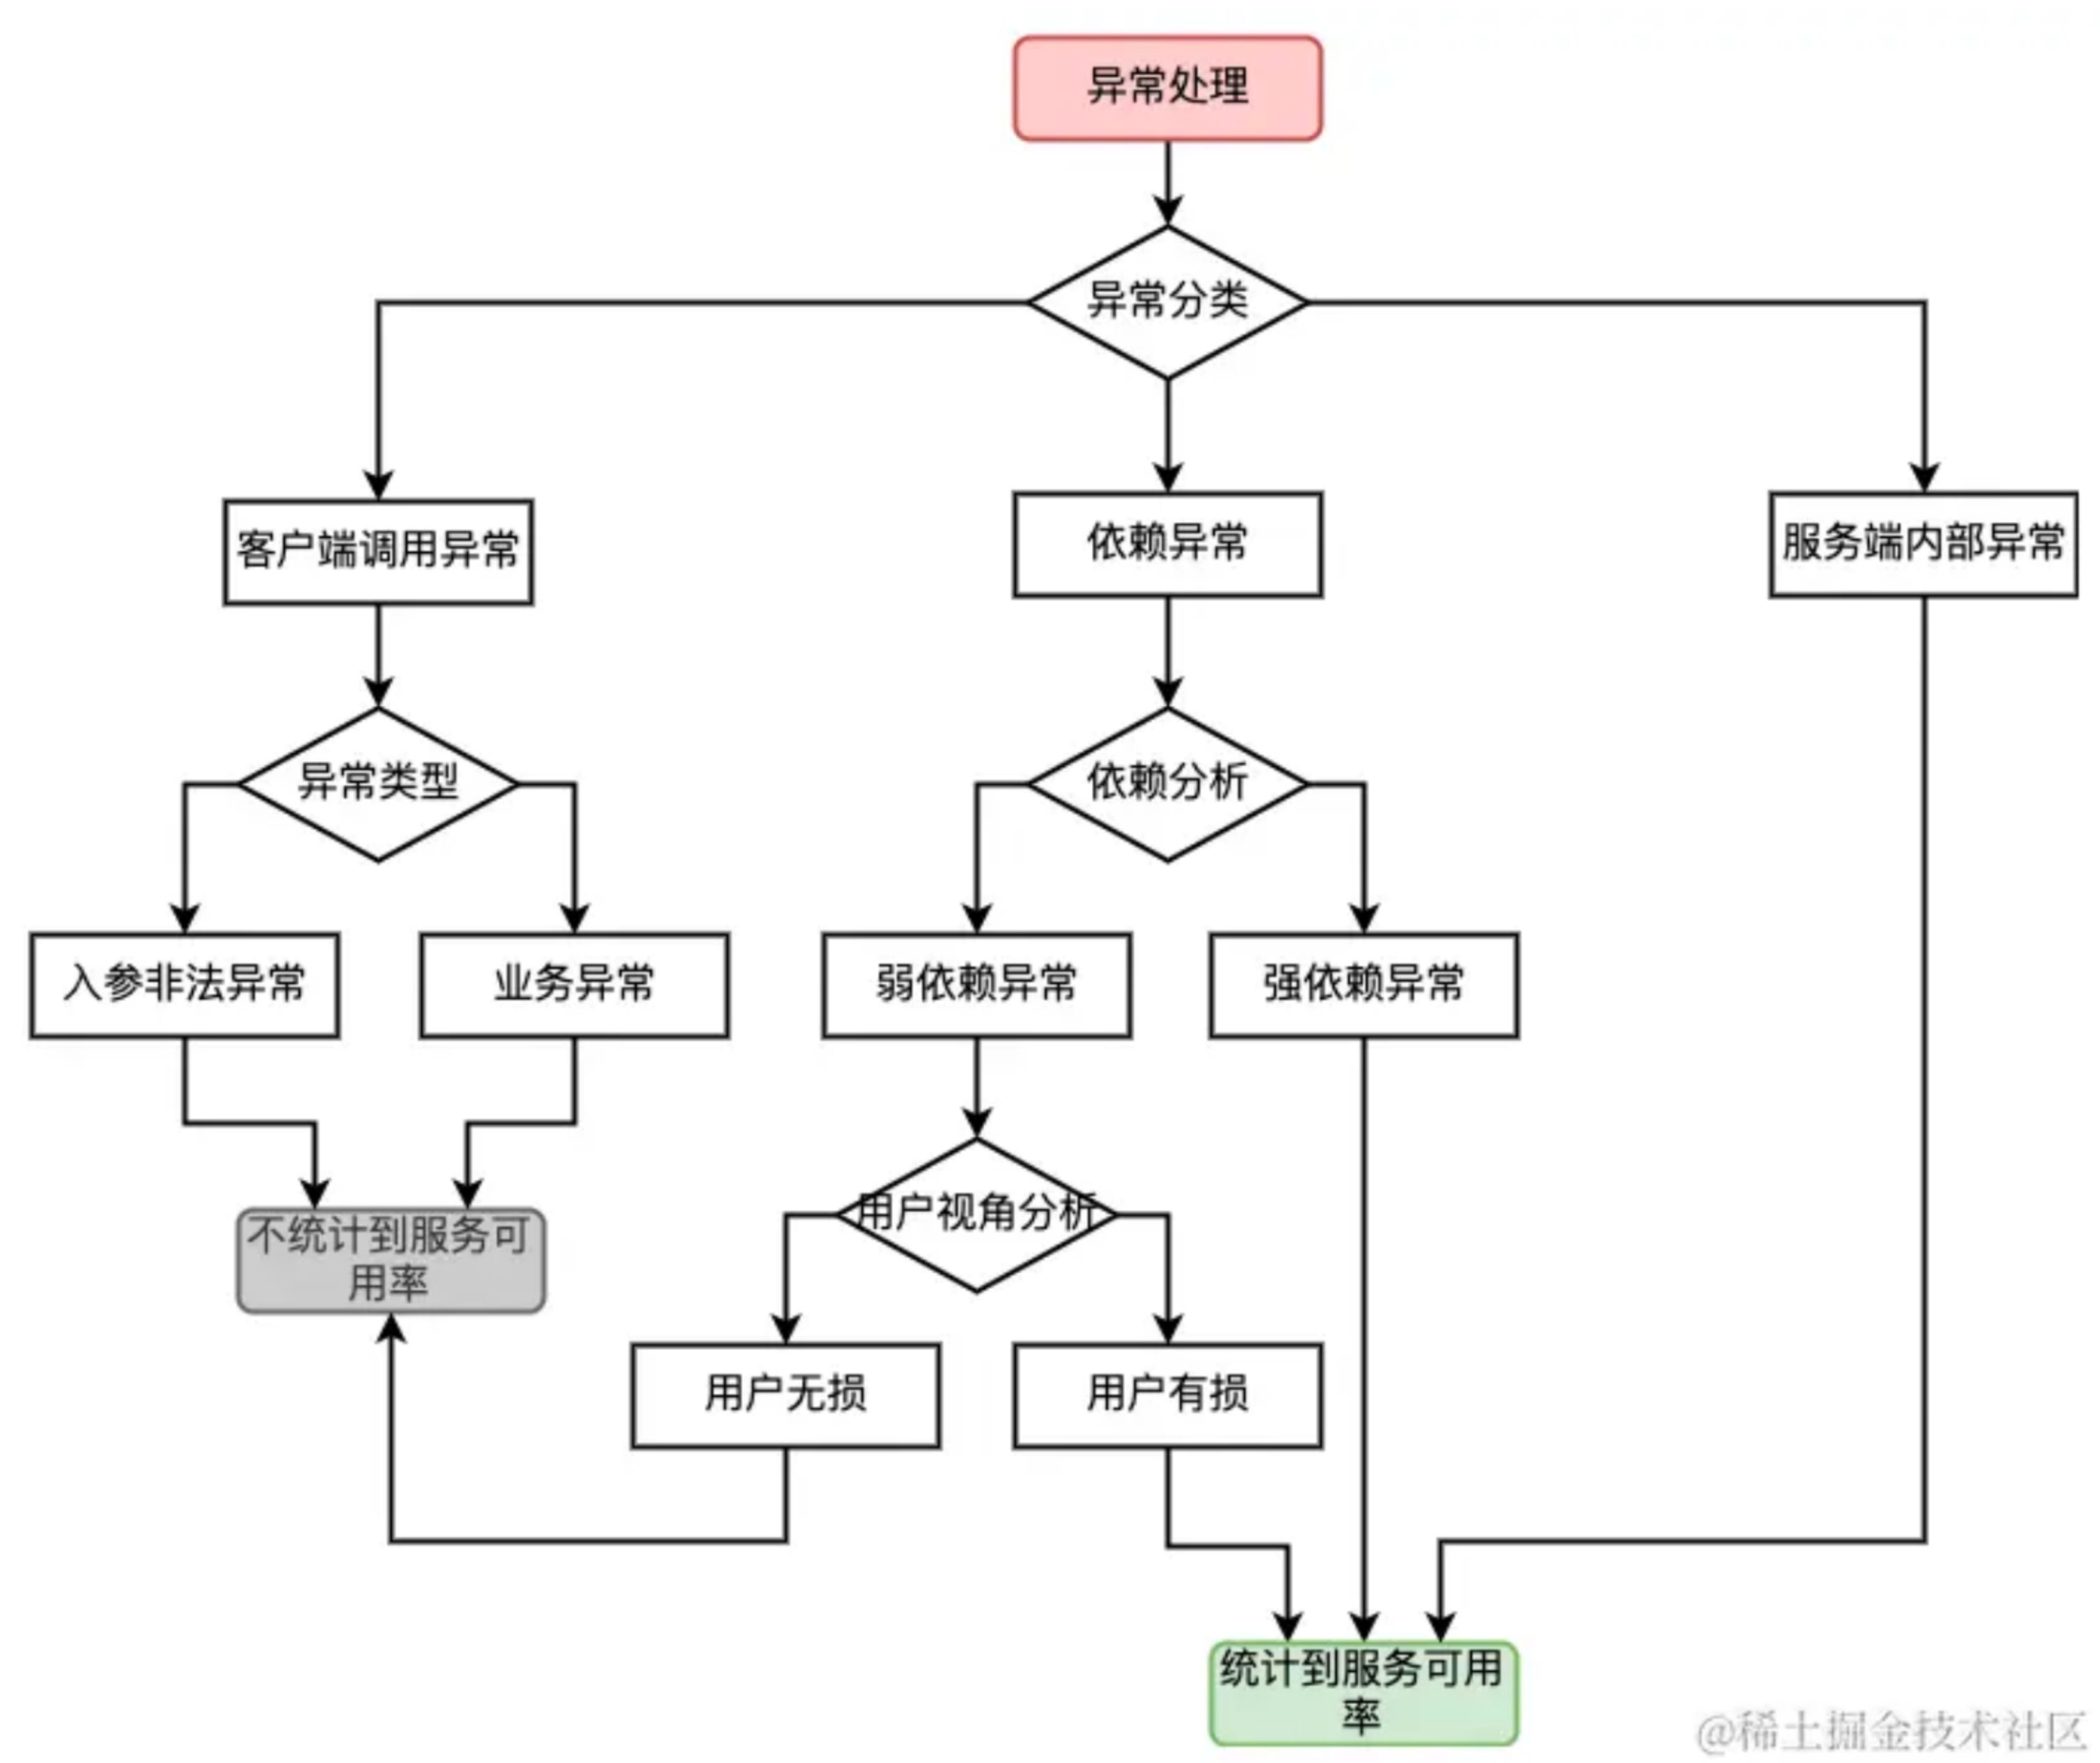 异常处理
异常分类
客户端调用异常
依赖异常
服务端内部异常
异常类型
依赖分析
入参非法异常
业务异常
弱依赖异常
强依赖异常
不统计到服务可
用率
用户视角分析
用户无损
用户有损
统计到服务可用
率
@稀土掘金技术社区